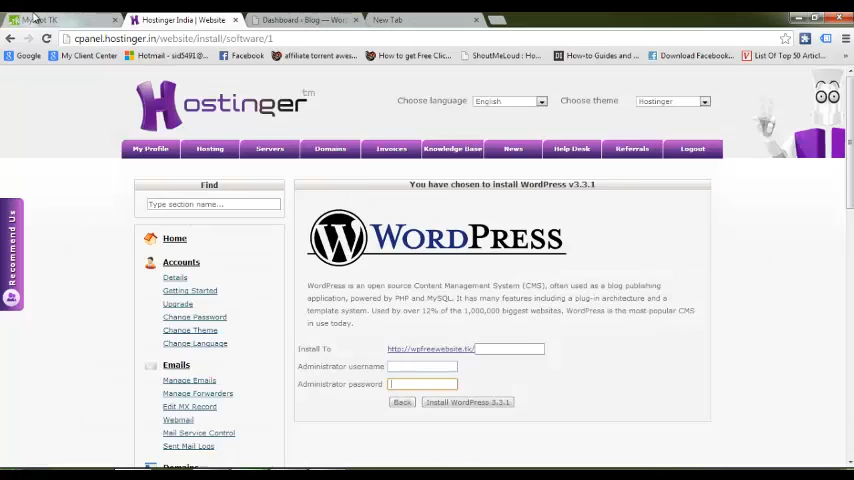 Hostinger India | Website
Dashboard - Blog — Wor
New Tab
cpanel.hostinger.in/website/install/software/1
Google
My Client Center
Hotmail - sid5491@...
Facebook
affiliate torrent awes...
How to get Free Clic...
ShoutMeLoud : Ho...
How-to Guides and ...
Download Facebook...
List Of Top 50 Articl...
Hostinger tm
Choose language English
Choose theme Hostinger
My Profile
Hosting
Servers
Domains
Invoices
Knowledge Base
News
Help Desk
Referrals
Logout
Recommend Us
Find
Type section name...
Home
Accounts
Details
Getting Started
Upgrade
Change Password
Change Theme
Change Language
Emails
Manage Emails
Manage Forwarders
Edit MX Record
Webmail
Mail Service Control
Sent Mail Logs
You have chosen to install WordPress v3.3.1
WORDPRESS
WordPress is an open source Content Management System (CMS), often used as a blog publishing
application, powered by PHP and MySQL. It has many features including a plug-in architecture and a
template system. Used by over 12% of the 1,000,000 biggest websites, WordPress is the most popular CMS
in use today.
Install To http://wpfreewebsite.tk/
Administrator username
Administrator password
Back
Install WordPress 3.3.1